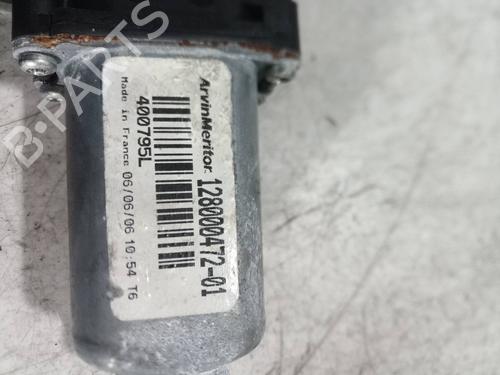 ArvinMeritor.
128000472-01
400795L
Made in France 06/06/06 10:54 T6
B-PARTS